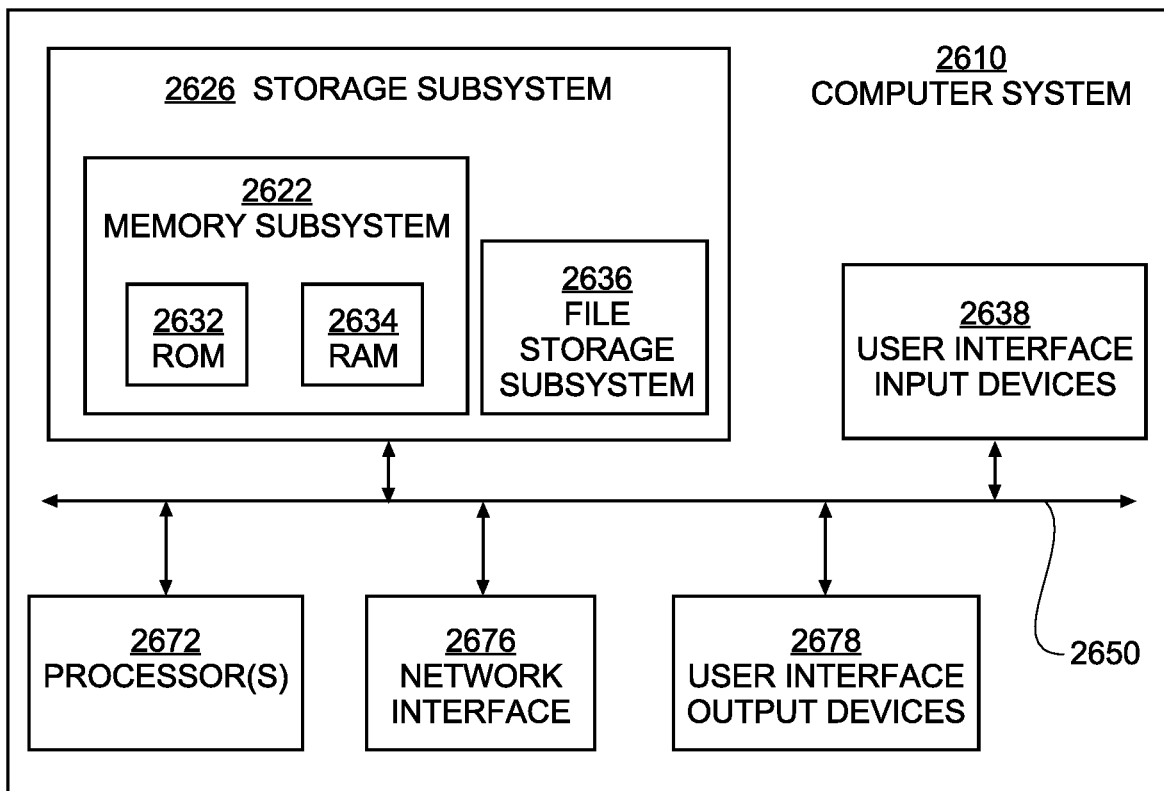 2626 STORAGE SUBSYSTEM
2610
COMPUTER SYSTEM
2622
MEMORY SUBSYSTEM
2632
ROM
2634
RAM
2636
FILE
STORAGE
SUBSYSTEM
2638
USER INTERFACE
INPUT DEVICES
2672
PROCESSOR(S)
2676
NETWORK
INTERFACE
2678
USER INTERFACE
OUTPUT DEVICES
2650